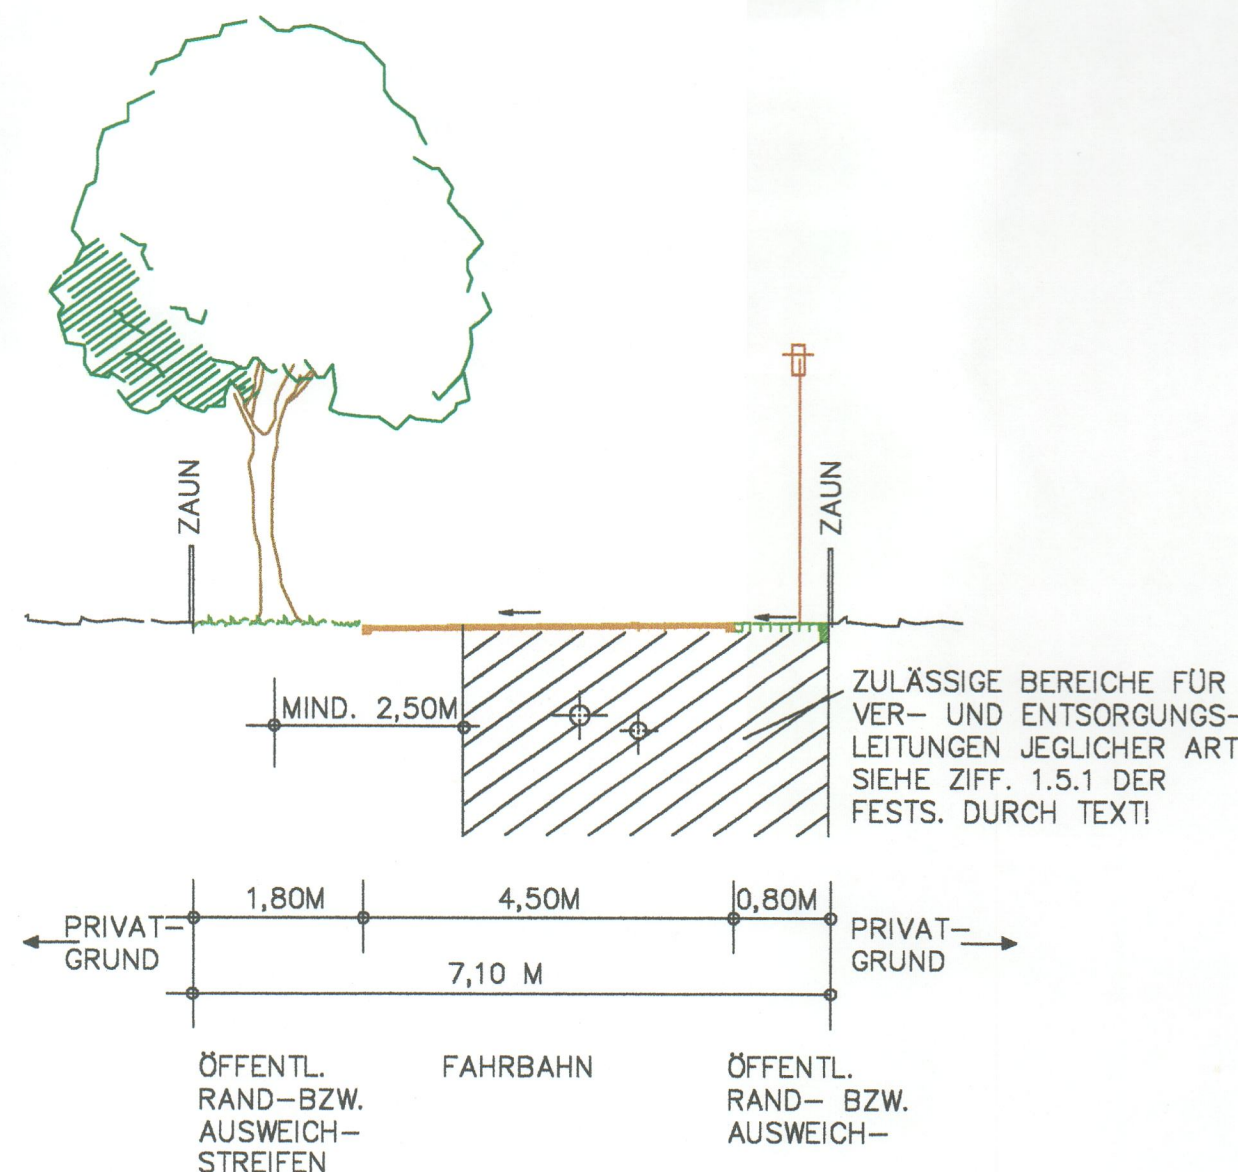 ZAUN
ZAUN
MIND. 2,50M
ZULÄSSIGE BEREICHE FÜR
VER– UND ENTSORGUNGS–
LEITUNGEN JEGLICHER ART
SIEHE ZIFF. 1.5.1 DER
FESTS. DURCH TEXT!
1,80M
4,50M
0,80M
PRIVAT–
GRUND
PRIVAT–
GRUND
7,10 M
ÖFFENTL.
RAND–BZW.
AUSWEICH–
STREIFEN
FAHRBAHN
ÖFFENTL.
RAND– BZW.
AUSWEICH–